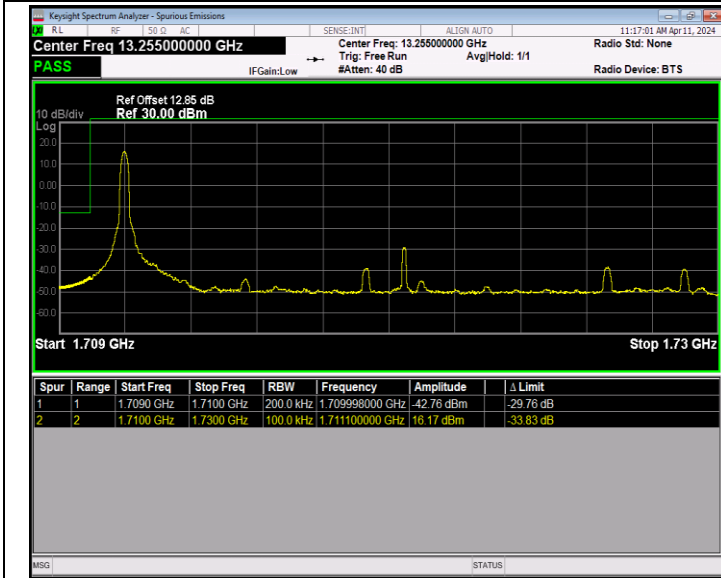 Keysight Spectrum Analyzer - Spurious Emissions
RL RF 50 Ω AC SENSE:INT ALIGN AUTO 11:17:01 AM Apr 11, 2024
Center Freq 13.255000000 GHz Center Freq: 13.255000000 GHz Radio Std: None
Trig: Free Run Avg|Hold: 1/1
PASS IFGain:Low #Atten: 40 dB Radio Device: BTS
Ref Offset 12.85 dB
10 dB/div Ref 30.00 dBm
Log
20.0
10.0
0.00
-10.0
-20.0
-30.0
-40.0
-50.0
-60.0
Start 1.709 GHz Stop 1.73 GHz
Spur Range Start Freq Stop Freq RBW Frequency Amplitude Δ Limit
1 1 1.7090 GHz 1.7100 GHz 200.0 kHz 1.709998000 GHz -42.76 dBm -29.76 dB
2 2 1.7100 GHz 1.7300 GHz 100.0 kHz 1.711100000 GHz 16.17 dBm -33.83 dB
MSG STATUS